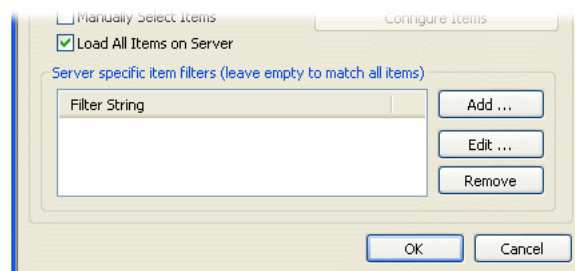 Manually Select Items
Configure Items
Load All Items on Server
Server specific item filters (leave empty to match all items)
Filter String
Add ...
Edit ...
Remove
OK
Cancel